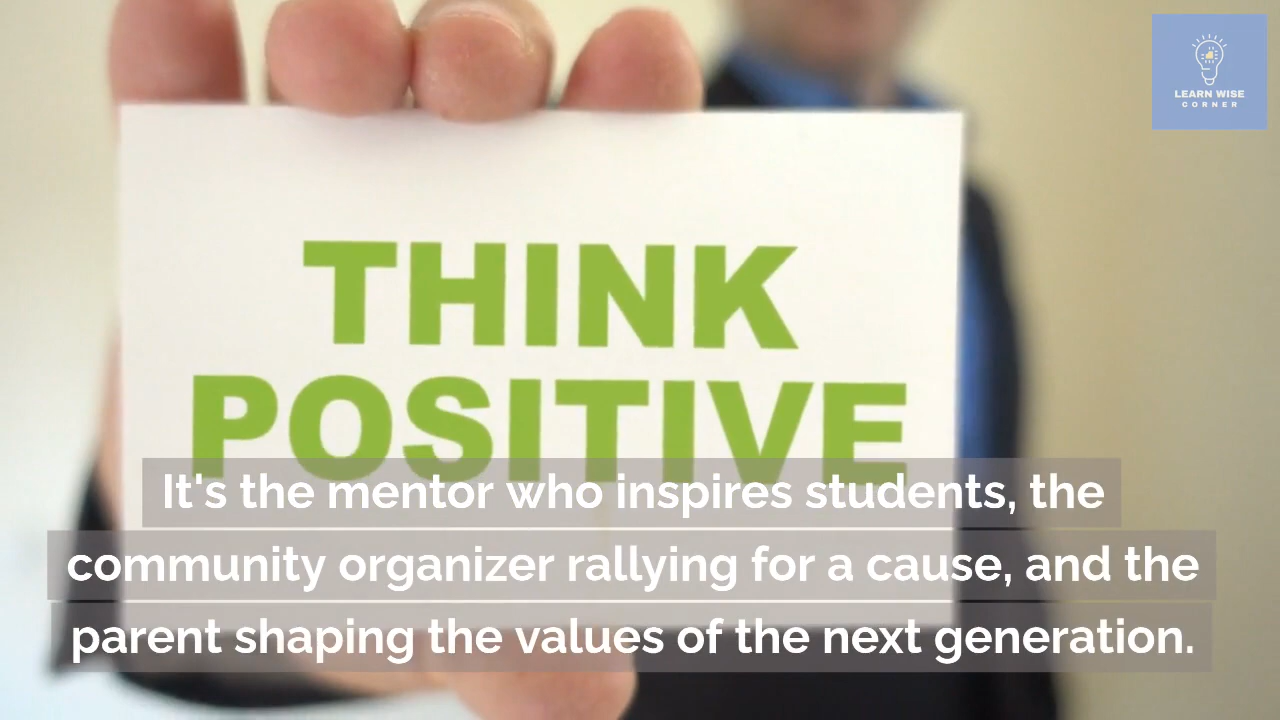 LEARN WISE
CORNER
THINK
POSITIVE
It's the mentor who inspires students, the
community organizer rallying for a cause, and the
parent shaping the values of the next generation.